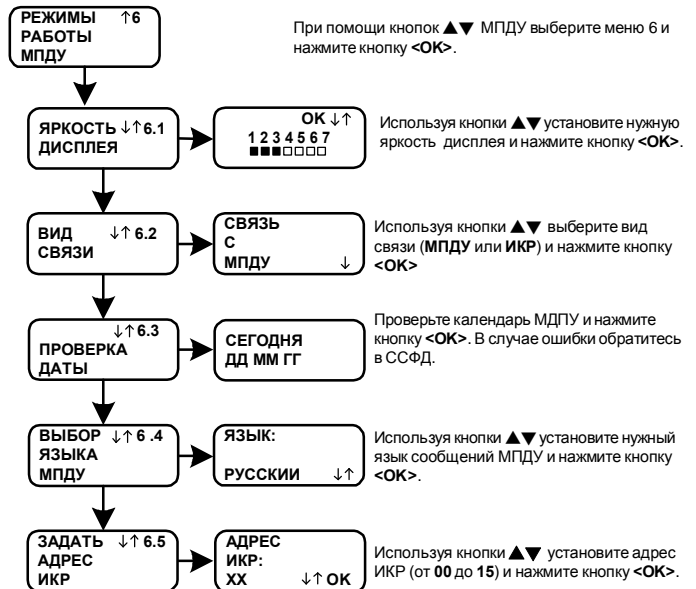 РЕЖИМЫ ↑6
РАБОТЫ
МПДУ
При помощи кнопок ▲▼ МПДУ выберите меню 6 и
нажмите кнопку <OK>.
ЯРКОСТЬ ↓↑ 6.1
ДИСПЛЕЯ
OK ↓↑
1 2 3 4 5 6 7
■■■□□□□
Используя кнопки ▲▼ установите нужную
яркость дисплея и нажмите кнопку <OK>.
ВИД ↓↑ 6.2
СВЯЗИ
СВЯЗЬ
С
МПДУ ↓
Используя кнопки ▲▼ выберите вид
связи (МПДУ или ИКР) и нажмите кнопку
<OK>
↓↑ 6.3
ПРОВЕРКА
ДАТЫ
СЕГОДНЯ
ДД ММ ГГ
Проверьте календарь МДПУ и нажмите
кнопку <OK>. В случае ошибки обратитесь
в ССФД.
ВЫБОР ↓↑ 6 .4
ЯЗЫКА
МПДУ
ЯЗЫК:
РУССКИИ ↓↑
Используя кнопки ▲▼ установите нужный
язык сообщений МПДУ и нажмите кнопку
<OK>.
ЗАДАТЬ ↓↑ 6.5
АДРЕС
ИКР
АДРЕС
ИКР:
XX ↓↑ OK
Используя кнопки ▲▼ установите адрес
ИКР (от 00 до 15) и нажмите кнопку <OK>.